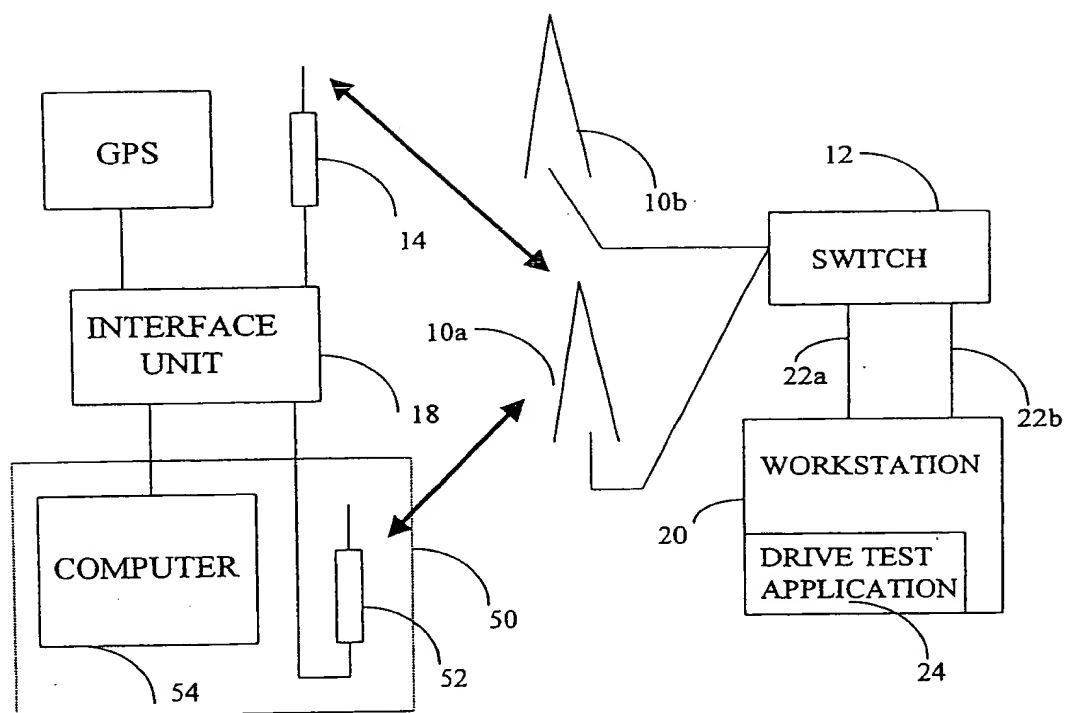 GPS
14
10b
12
SWITCH
INTERFACE
UNIT
18
10a
22a
22b
WORKSTATION
20
DRIVE TEST
APPLICATION
24
COMPUTER
50
52
54